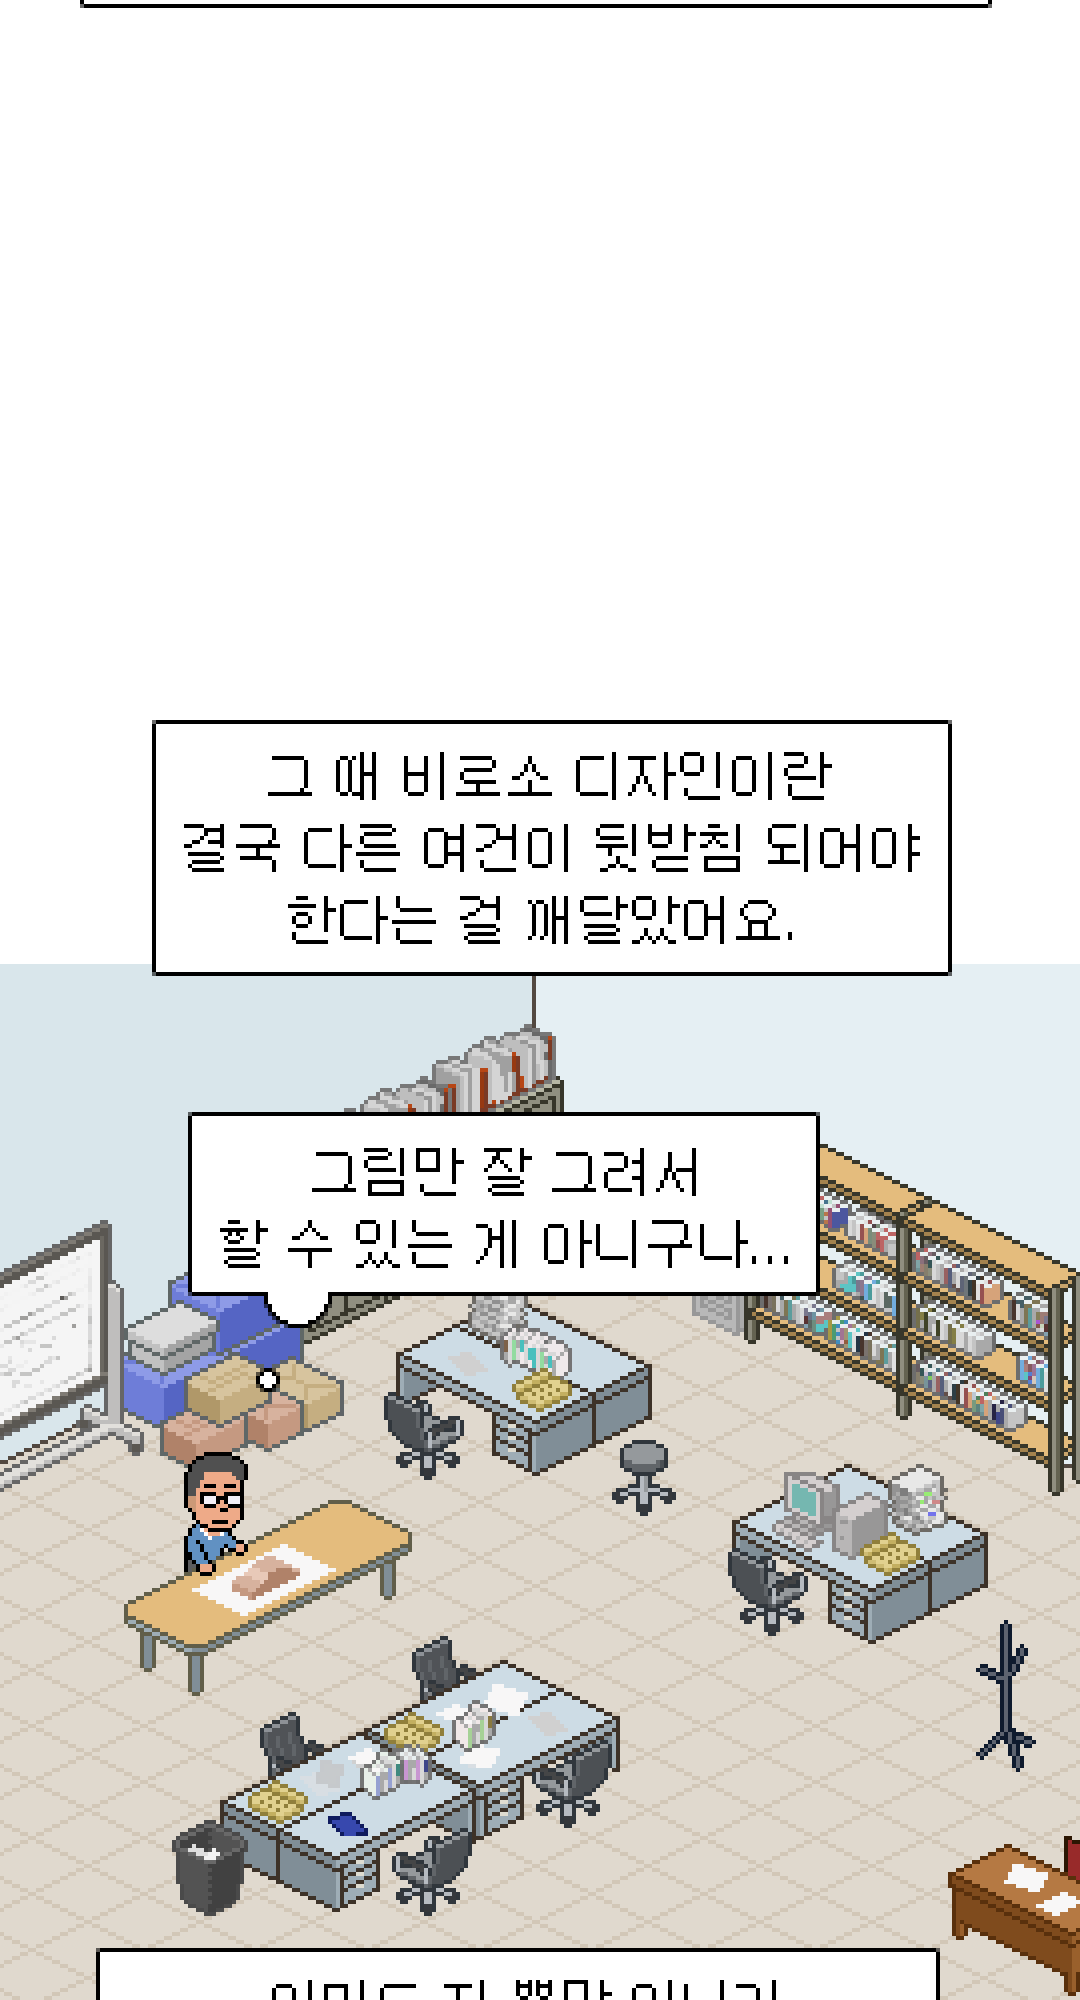 그 때 비로소 디자인이란
결국 다른 여건이 뒷받침 되어야
한다는 걸 깨달았어요.
그림만 잘 그려서
할 수 있는 게 아니구나...